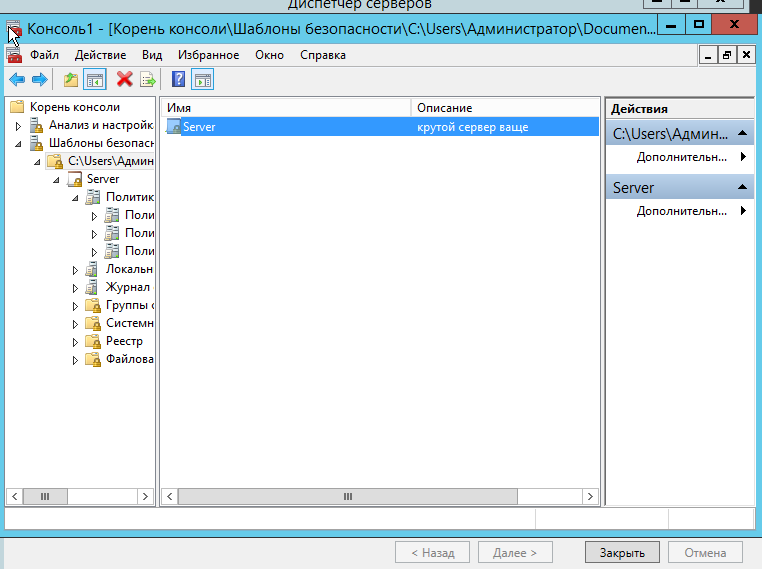 Диспетчер серверов
Консоль1 - [Корень консоли\Шаблоны безопасности\C:\Users\Администратор\Documen...
Файл Действие Вид Избранное Окно Справка
Корень консоли
Анализ и настройк
Шаблоны безопасн
C:\Users\Админ
Server
Политик
Поли
Поли
Поли
Локальн
Журнал
Группы с
Системн
Реестр
Файлова
Имя Описание
Server крутой сервер ваще
Действия
C:\Users\Админ...
Дополнительн...
Server
Дополнительн...
< Назад Далее > Закрыть Отмена